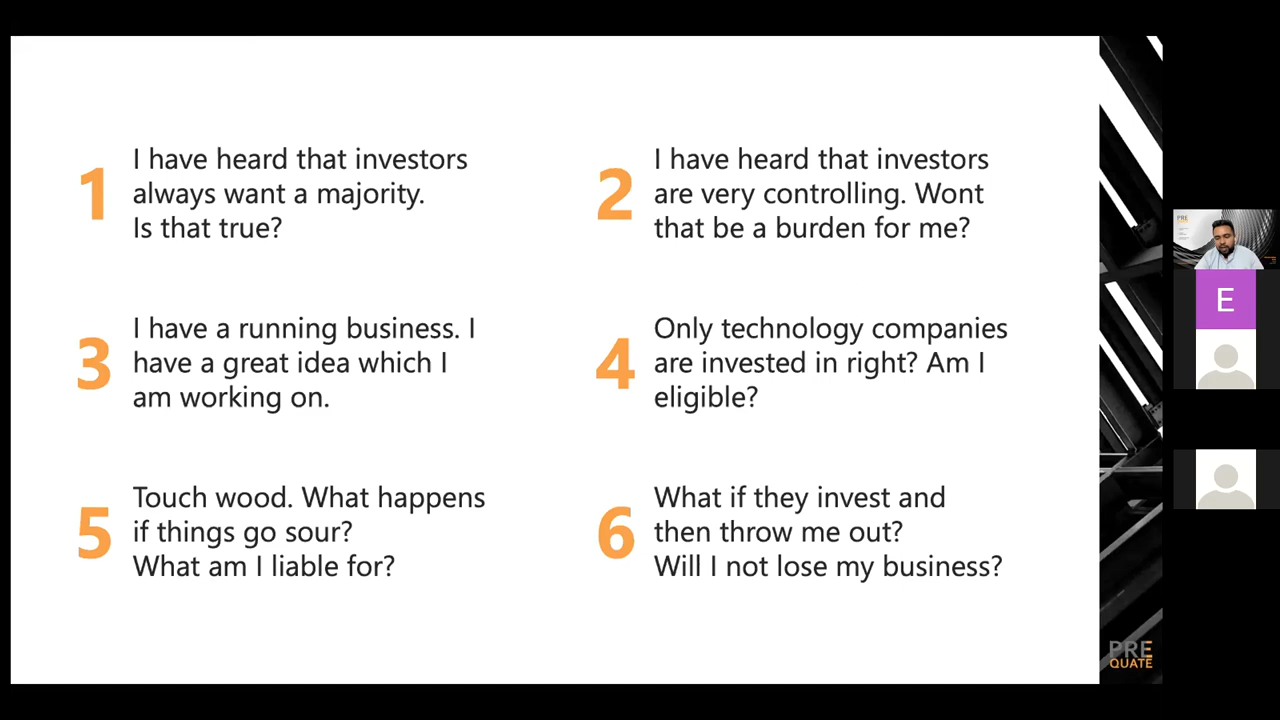 1
I have heard that investors
always want a majority.
Is that true?
2
I have heard that investors
are very controlling. Wont
that be a burden for me?
3
I have a running business. I
have a great idea which I
am working on.
4
Only technology companies
are invested in right? Am I
eligible?
5
Touch wood. What happens
if things go sour?
What am I liable for?
6
What if they invest and
then throw me out?
Will I not lose my business?
PRE
QUATE
PRE
E